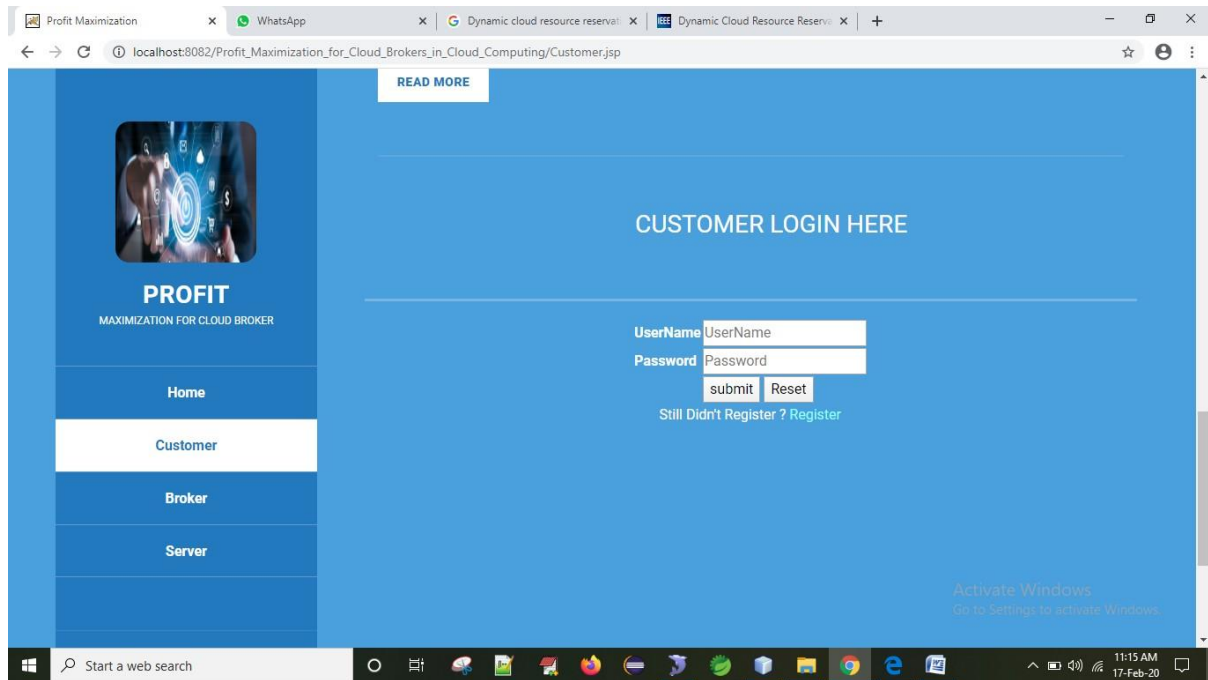 Profit Maximization
WhatsApp
Dynamic cloud resource reservati
Dynamic Cloud Resource Reserva
localhost:8082/Profit_Maximization_for_Cloud_Brokers_in_Cloud_Computing/Customer.jsp
READ MORE
PROFIT
MAXIMIZATION FOR CLOUD BROKER
Home
Customer
Broker
Server
CUSTOMER LOGIN HERE
UserName UserName
Password Password
submit Reset
Still Didn't Register ? Register
Activate Windows
Go to Settings to activate Windows.
Start a web search
11:15 AM
17-Feb-20